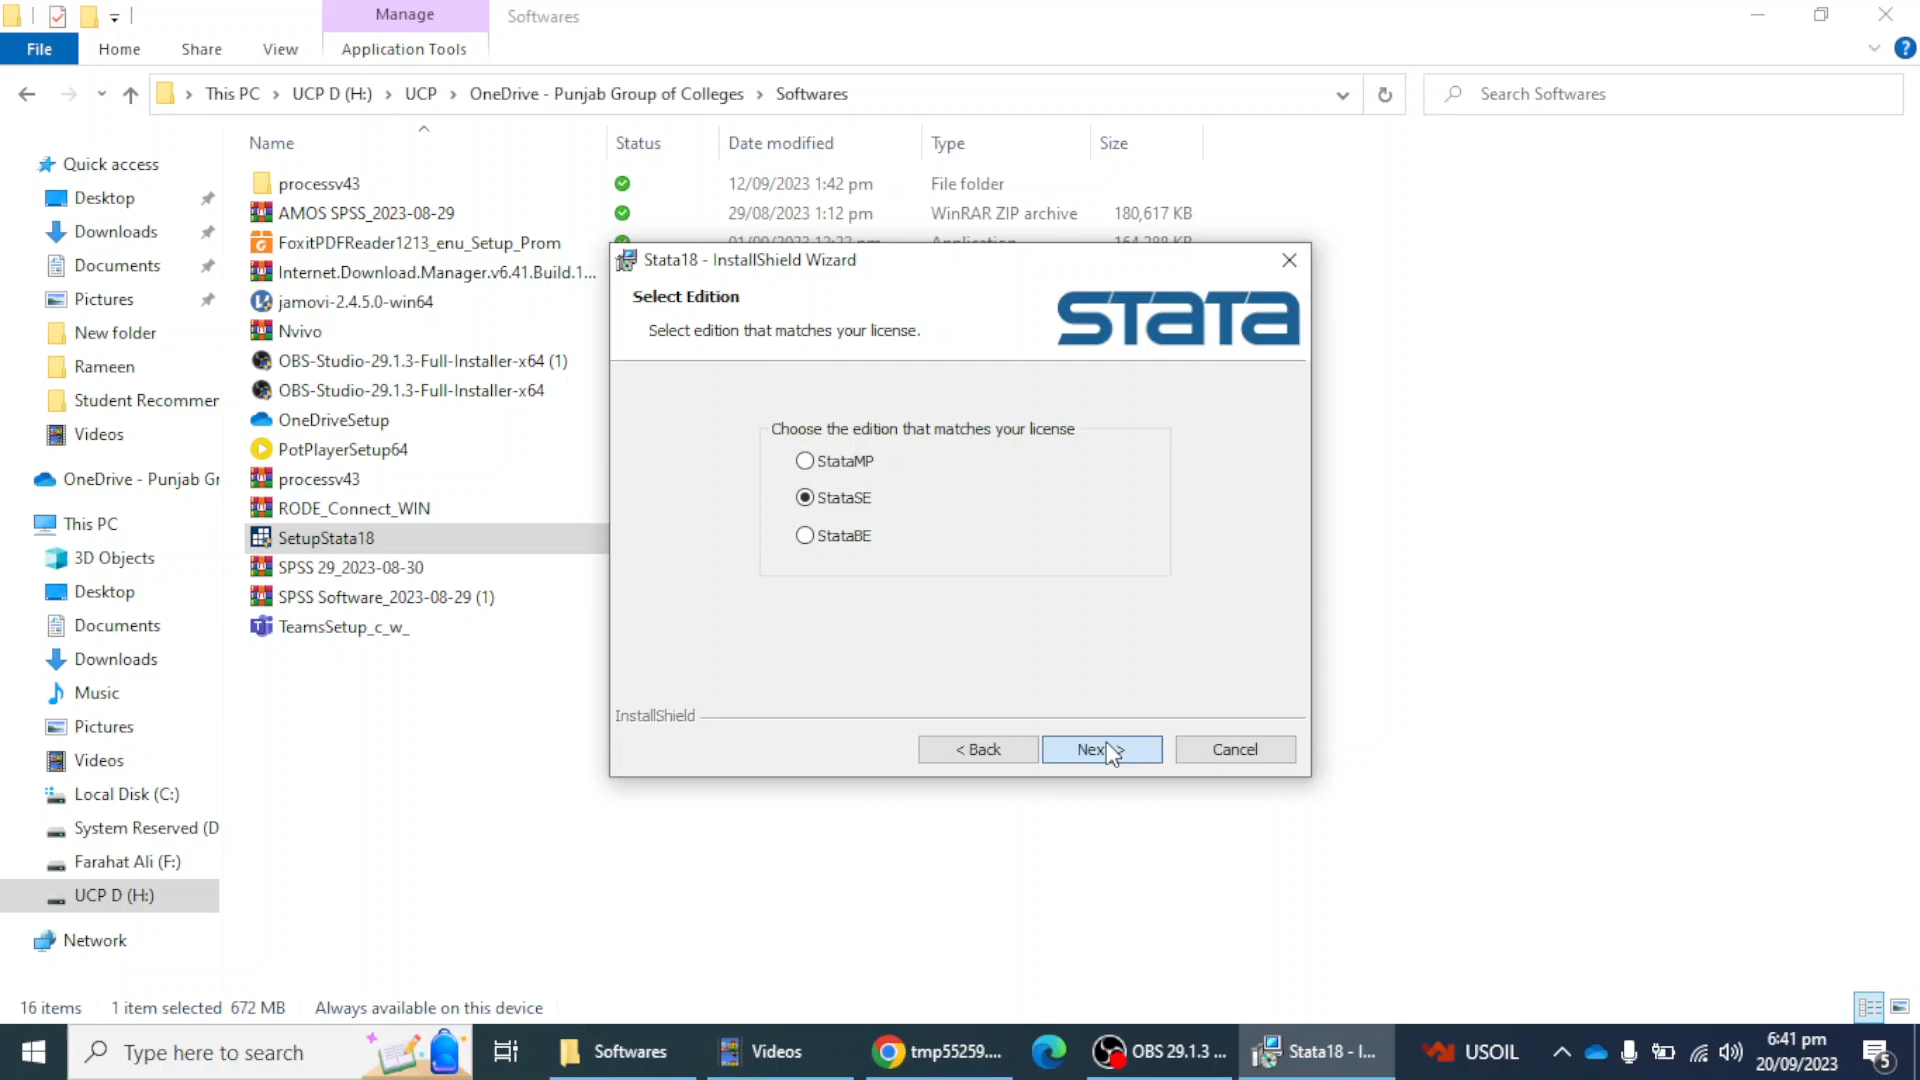 Manage
Softwares
File
Home
Share
View
Application Tools
This PC
UCP D (H:)
UCP
OneDrive - Punjab Group of Colleges
Softwares
Search Softwares
Name
Status
Date modified
Type
Size
Quick access
Desktop
Downloads
Documents
Pictures
New folder
Rameen
Student Recommen
Videos
OneDrive - Punjab Gr
This PC
3D Objects
Desktop
Documents
Downloads
Music
Pictures
Videos
Local Disk (C:)
System Reserved (D
Farahat Ali (F:)
UCP D (H:)
Network
processv43 12/09/2023 1:42 pm File folder
AMOS SPSS_2023-08-29 29/08/2023 1:12 pm WinRAR ZIP archive 180,617 KB
FoxitPDFReader1213_enu_Setup_Prom
Internet.Download.Manager.v6.41.Build.1...
jamovi-2.4.5.0-win64
Nvivo
OBS-Studio-29.1.3-Full-Installer-x64 (1)
OBS-Studio-29.1.3-Full-Installer-x64
OneDriveSetup
PotPlayerSetup64
processv43
RODE_Connect_WIN
SetupStata18
SPSS 29_2023-08-30
SPSS Software_2023-08-29 (1)
TeamsSetup_c_w_
Stata18 - InstallShield Wizard
Select Edition
Select edition that matches your license.
STATA
Choose the edition that matches your license
StataMP
StataSE
StataBE
InstallShield
< Back
Next >
Cancel
16 items
1 item selected 672 MB
Always available on this device
Type here to search
Softwares
Videos
tmp55259....
OBS 29.1.3 ...
Stata18 - I...
USOIL
6:41 pm
20/09/2023
5